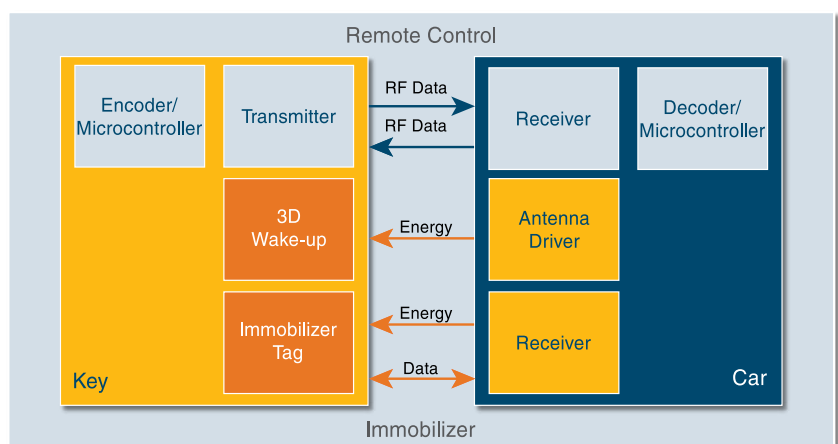 Remote Control
Encoder/
Microcontroller
Transmitter
RF Data
RF Data
Receiver
Decoder/
Microcontroller
3D
Wake-up
Energy
Antenna
Driver
Immobilizer
Tag
Energy
Data
Receiver
Key
Car
Immobilizer